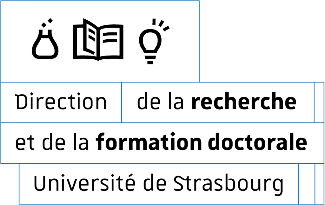 Direction de la recherche
et de la formation doctorale
Université de Strasbourg